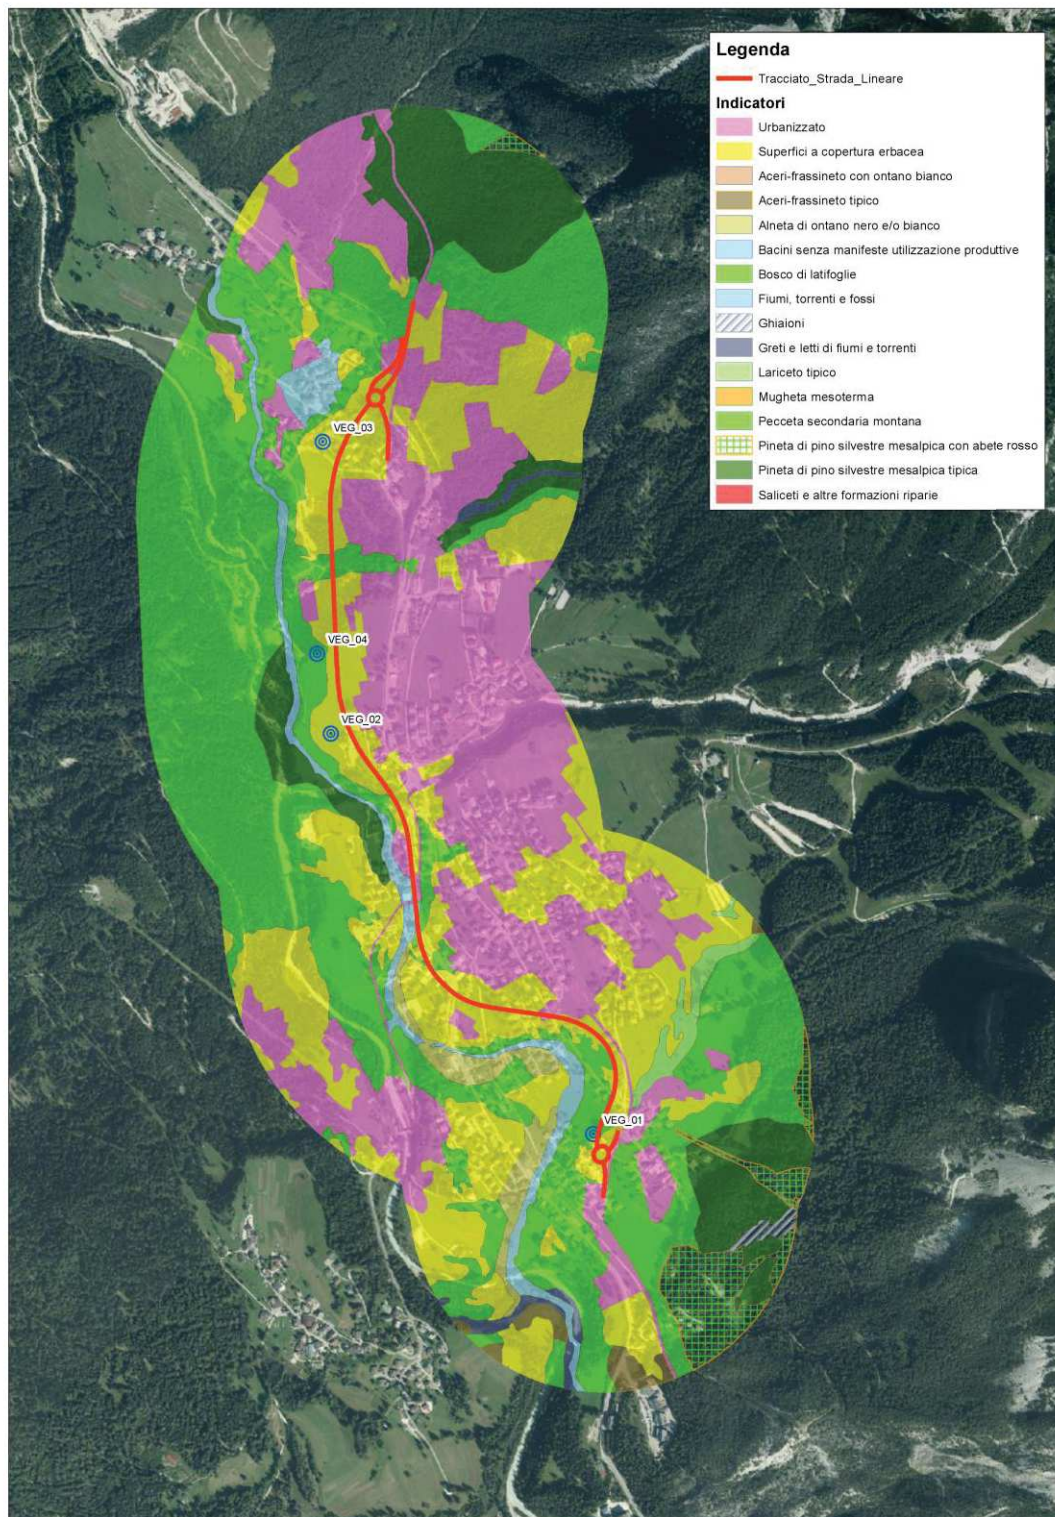 Legenda
Tracciato_Strada_Lineare
Indicatori
Urbanizzato
Superfici a copertura erbacea
Aceri-frassineto con ontano bianco
Aceri-frassineto tipico
Alneta di ontano nero e/o bianco
Bacini senza manifeste utilizzazione produttive
Bosco di latifoglie
Fiumi, torrenti e fossi
Ghiaioni
Greti e letti di fiumi e torrenti
Lariceto tipico
Mugheta mesoterma
Pecceta secondaria montana
Pineta di pino silvestre mesalpica con abete rosso
Pineta di pino silvestre mesalpica tipica
Saliceti e altre formazioni riparie
VEG_03
VEG_04
VEG_02
VEG_01